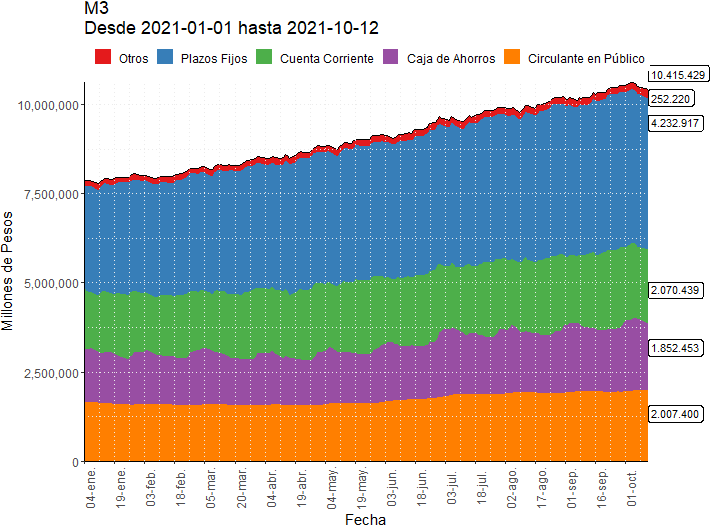 M3
Desde 2021-01-01 hasta 2021-10-12
Otros Plazos Fijos Cuenta Corriente Caja de Ahorros Circulante en Público
10.415.429
252.220
4.232.917
2.070.439
1.852.453
2.007.400
Millones de Pesos
10,000,000
7,500,000
5,000,000
2,500,000
0
04-ene. 19-ene. 03-feb. 18-feb. 05-mar. 20-mar. 04-abr. 19-abr. 04-may. 19-may. 03-jun. 18-jun. 03-jul. 18-jul. 02-ago. 17-ago. 01-sep. 16-sep. 01-oct.
Fecha